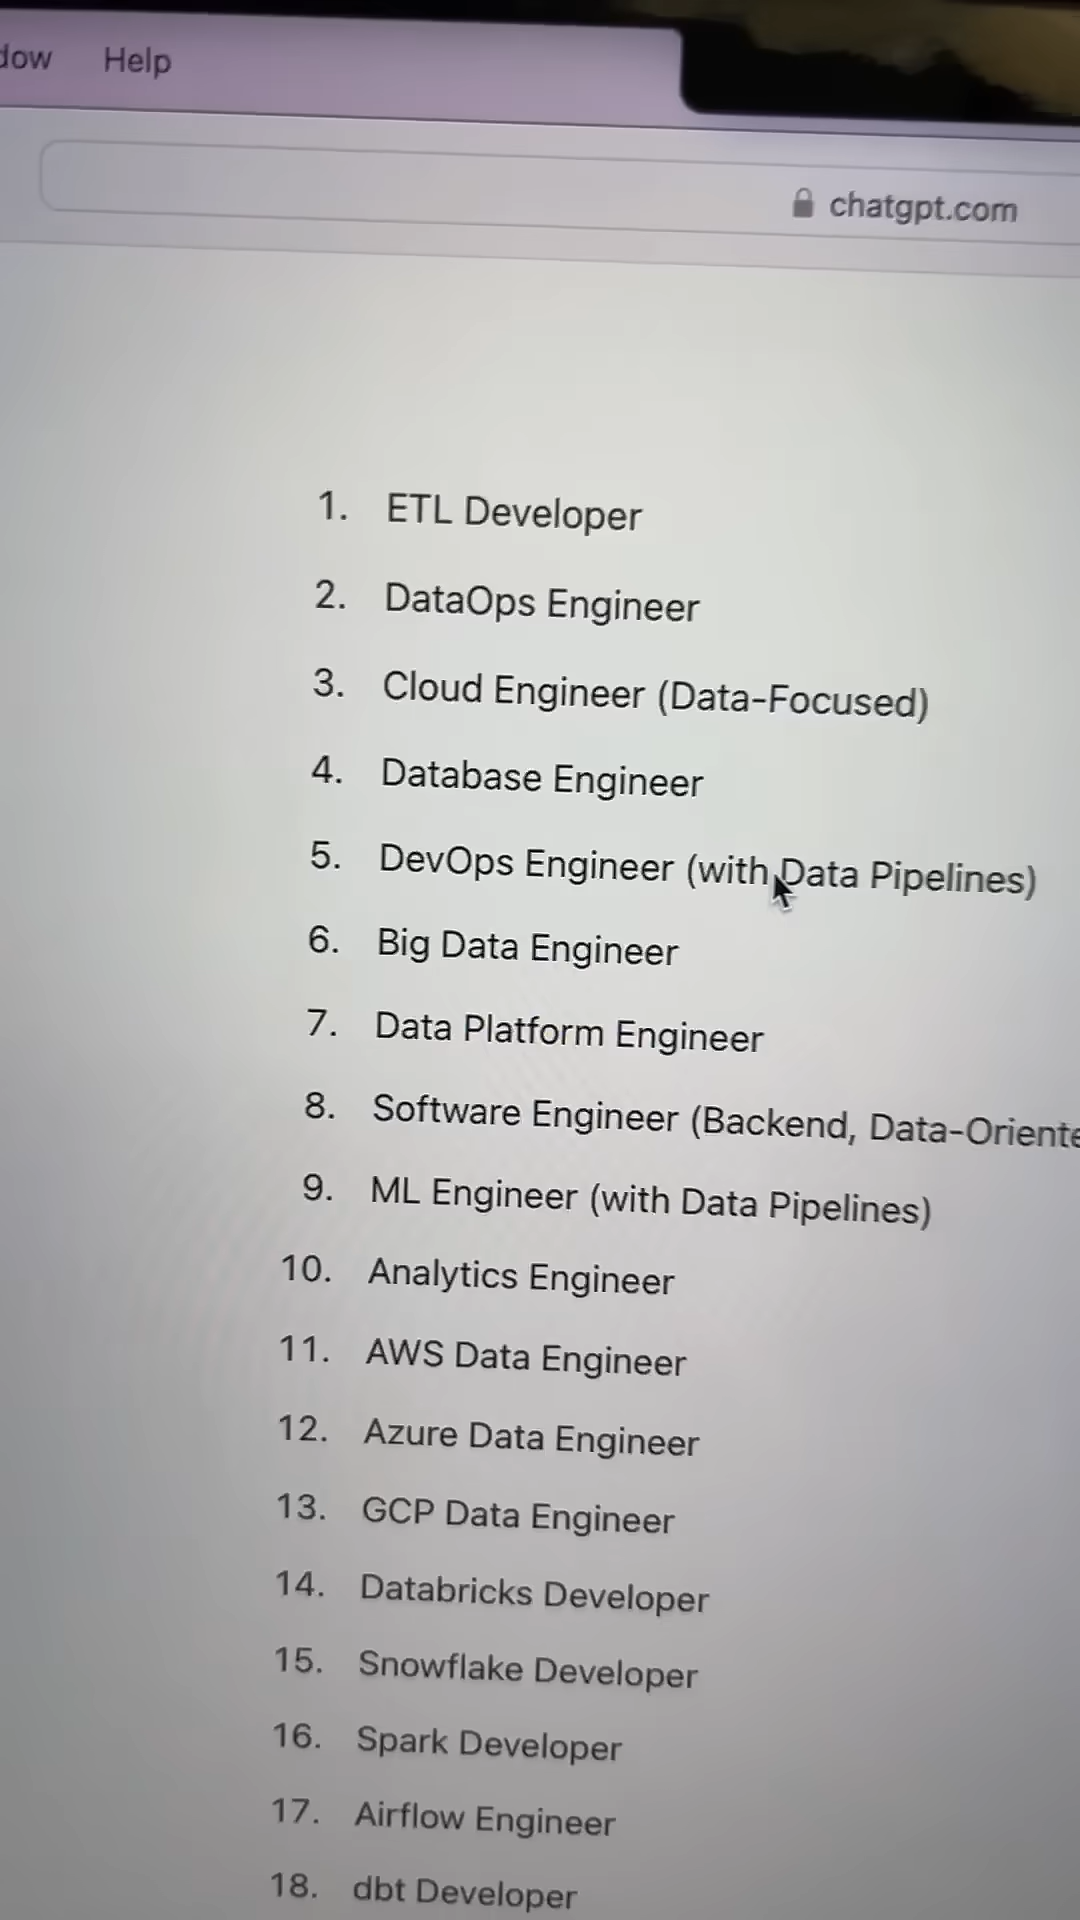 Help
chatgpt.com
1. ETL Developer
2. DataOps Engineer
3. Cloud Engineer (Data-Focused)
4. Database Engineer
5. DevOps Engineer (with Data Pipelines)
6. Big Data Engineer
7. Data Platform Engineer
8. Software Engineer (Backend, Data-Oriente
9. ML Engineer (with Data Pipelines)
10. Analytics Engineer
11. AWS Data Engineer
12. Azure Data Engineer
13. GCP Data Engineer
14. Databricks Developer
15. Snowflake Developer
16. Spark Developer
17. Airflow Engineer
18. dbt Developer